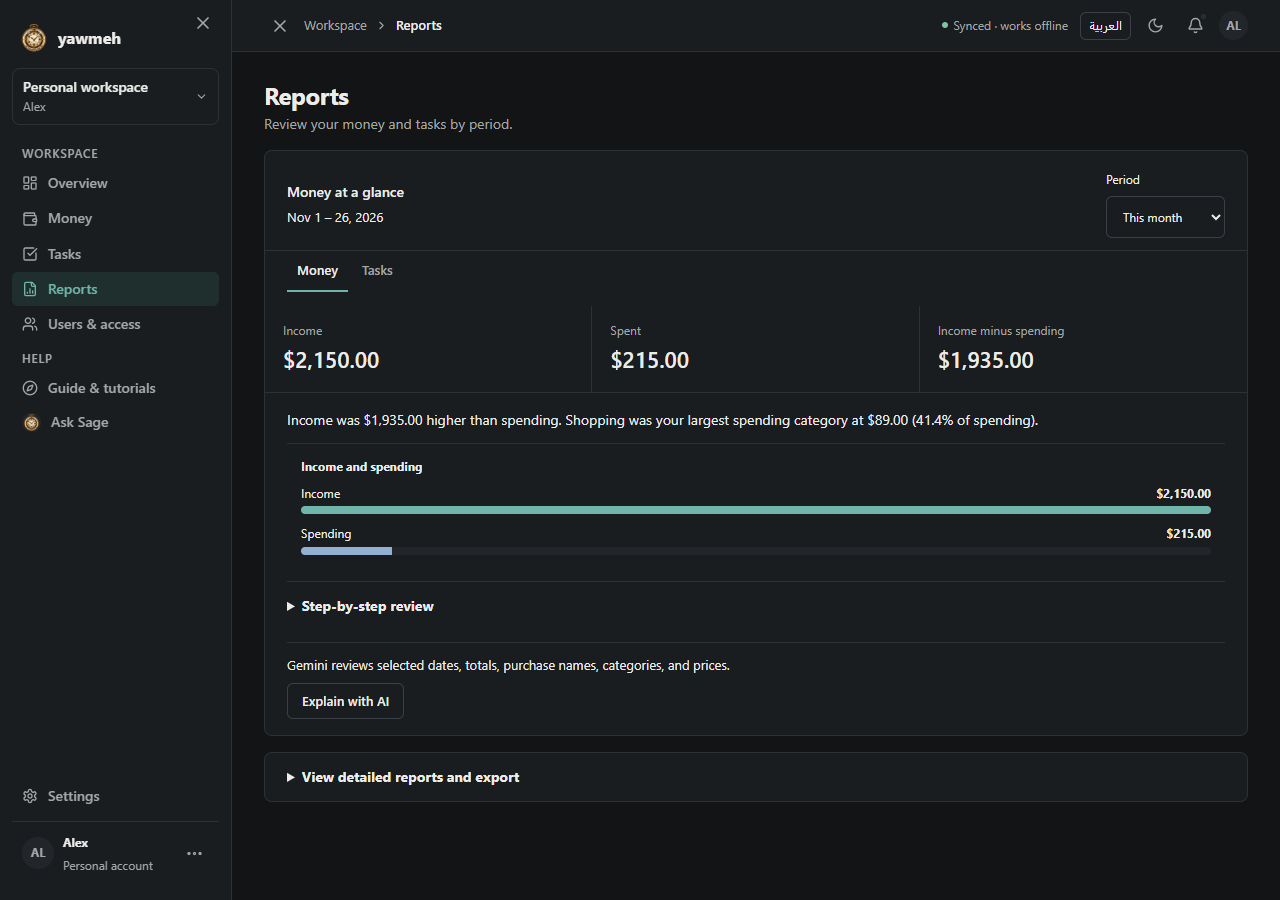 yawmeh
Personal workspace
Alex
WORKSPACE
Overview
Money
Tasks
Reports
Users & access
HELP
Guide & tutorials
Ask Sage
Settings
AL
Alex
Personal account
Workspace > Reports
Synced · works offline
العربية
AL
Reports
Review your money and tasks by period.
Money at a glance
Nov 1 – 26, 2026
Period
This month
Money Tasks
Income
$2,150.00
Spent
$215.00
Income minus spending
$1,935.00
Income was $1,935.00 higher than spending. Shopping was your largest spending category at $89.00 (41.4% of spending).
Income and spending
Income $2,150.00
Spending $215.00
Step-by-step review
Gemini reviews selected dates, totals, purchase names, categories, and prices.
Explain with AI
View detailed reports and export